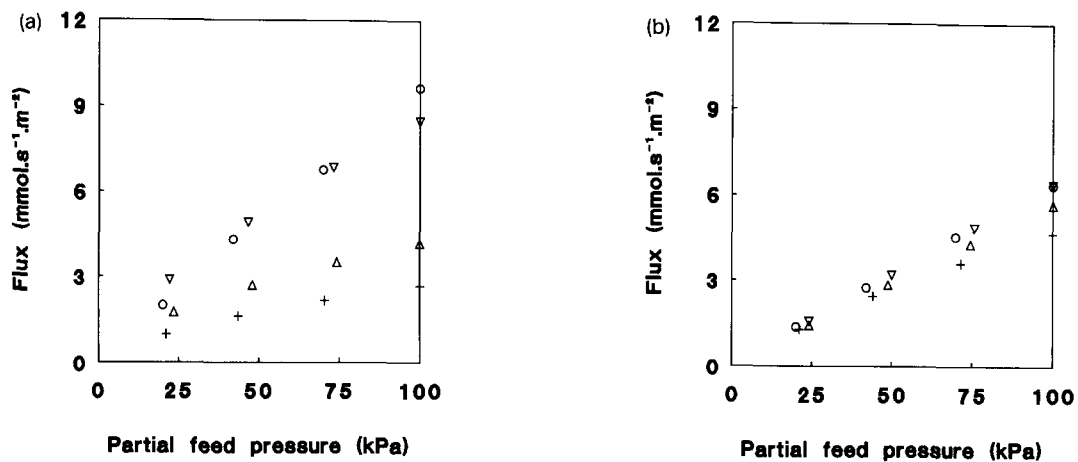 (a)
12
9
6
3
0
Flux (mmol.s⁻¹.m⁻²)
0 25 50 75 100
Partial feed pressure (kPa)
(b)
12
9
6
3
0
Flux (mmol.s⁻¹.m⁻²)
0 25 50 75 100
Partial feed pressure (kPa)